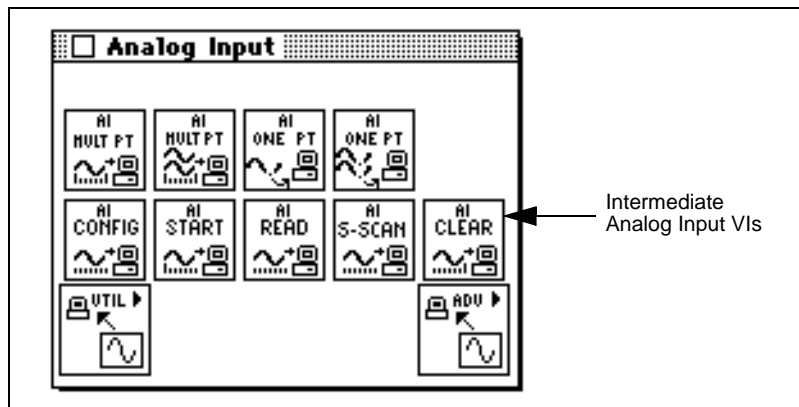 Analog Input
AI MULT PT
AI MULT PT
AI ONE PT
AI ONE PT
AI CONFIG
AI START
AI READ
AI S-SCAN
AI CLEAR
Intermediate
Analog Input VIs
UTIL
ADV